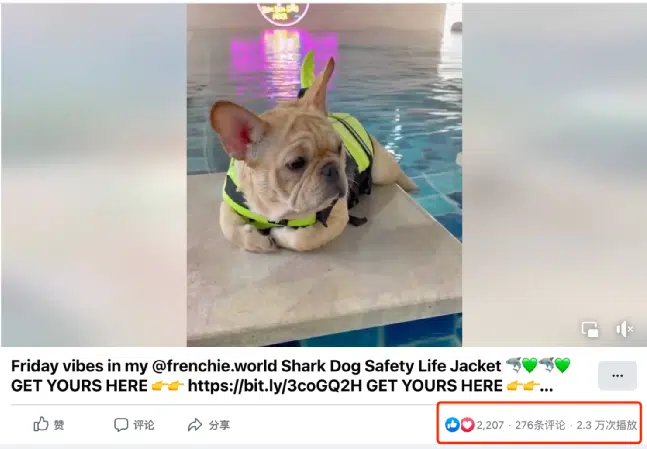 Friday vibes in my @frenchie.world Shark Dog Safety Life Jacket 🦈💚🦈💚
GET YOURS HERE 👉👉 https://bit.ly/3coGQ2H GET YOURS HERE 👉👉...
赞 评论 分享 2,207 · 276条评论 · 2.3 万次播放